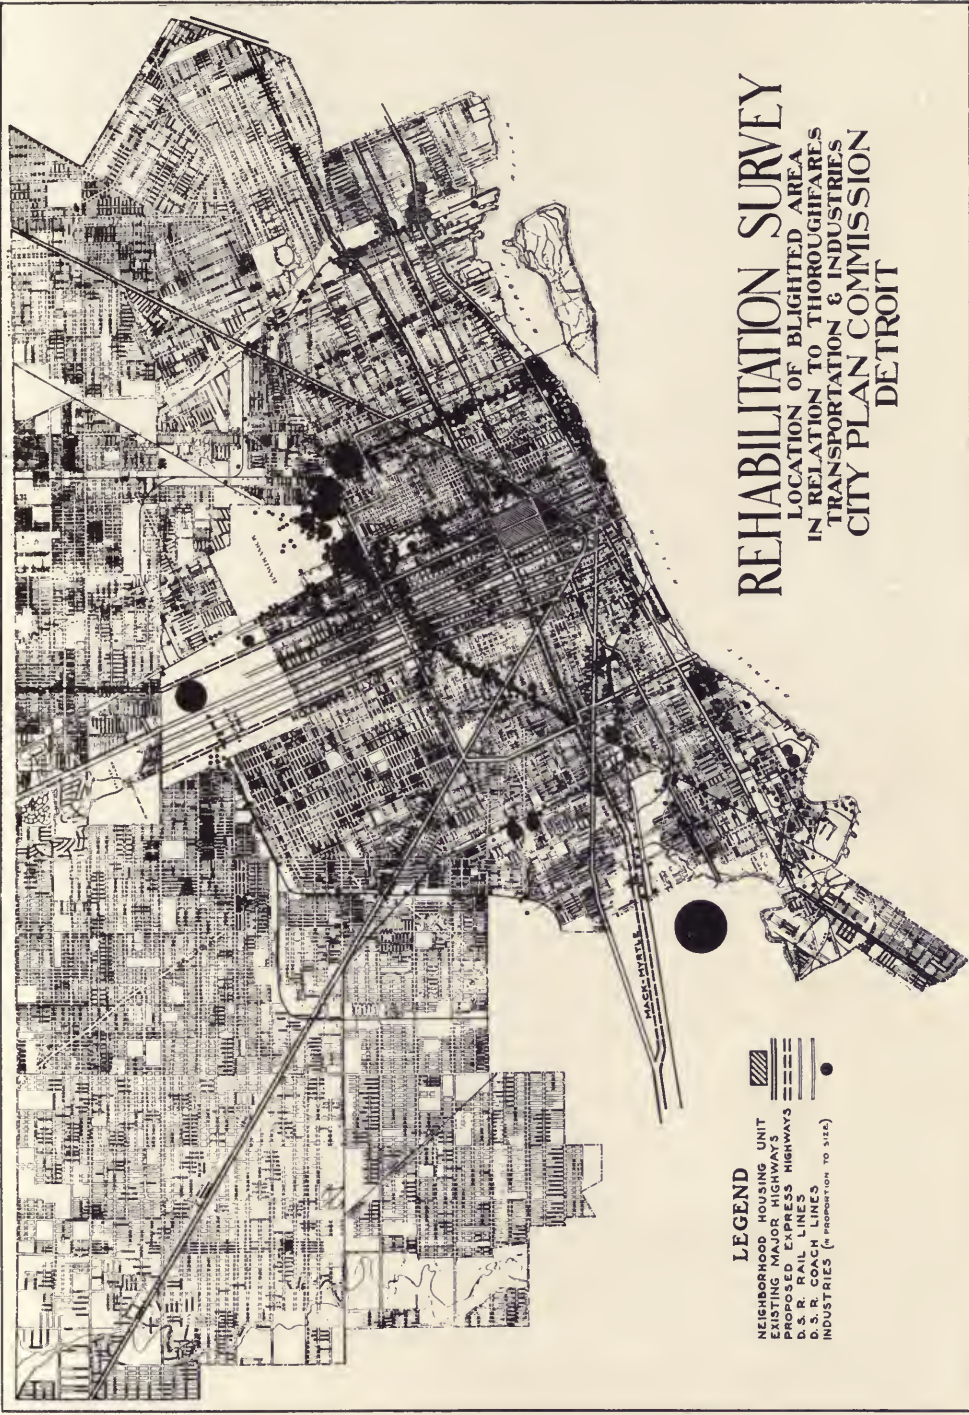 REHABILITATION SURVEY
LOCATION OF BLIGHTED AREA
IN RELATION TO THOROUGHFARES
TRANSPORTATION & INDUSTRIES
CITY PLAN COMMISSION
DETROIT
LEGEND
NEIGHBORHOOD HOUSING UNIT
EXISTING MAJOR HIGHWAYS
PROPOSED EXPRESS HIGHWAYS
D. S. R. RAIL LINES
D. S. R. COACH LINES
INDUSTRIES (IN PROPORTION TO SIZE)
MACK-MYRTLE